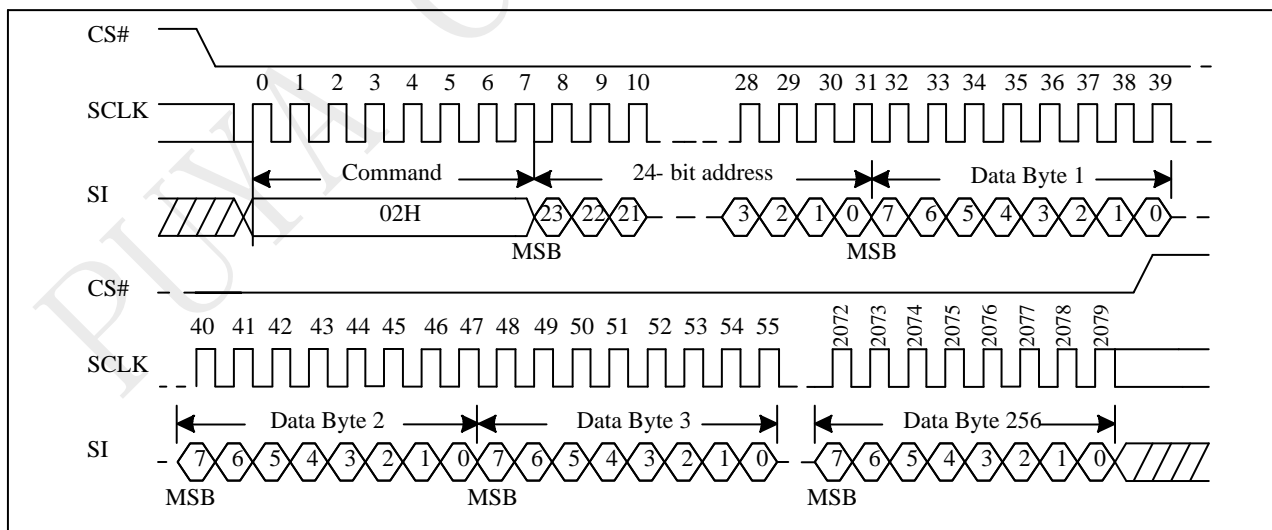 CS#
0 1 2 3 4 5 6 7 8 9 10 28 29 30 31 32 33 34 35 36 37 38 39
SCLK
Command 24- bit address Data Byte 1
SI
02H 23 22 21 3 2 1 0 7 6 5 4 3 2 1 0
MSB MSB
CS#
40 41 42 43 44 45 46 47 48 49 50 51 52 53 54 55 2072 2073 2074 2075 2076 2077 2078 2079
SCLK
Data Byte 2 Data Byte 3 Data Byte 256
SI
7 6 5 4 3 2 1 0 7 6 5 4 3 2 1 0 7 6 5 4 3 2 1 0
MSB MSB MSB
PUYA